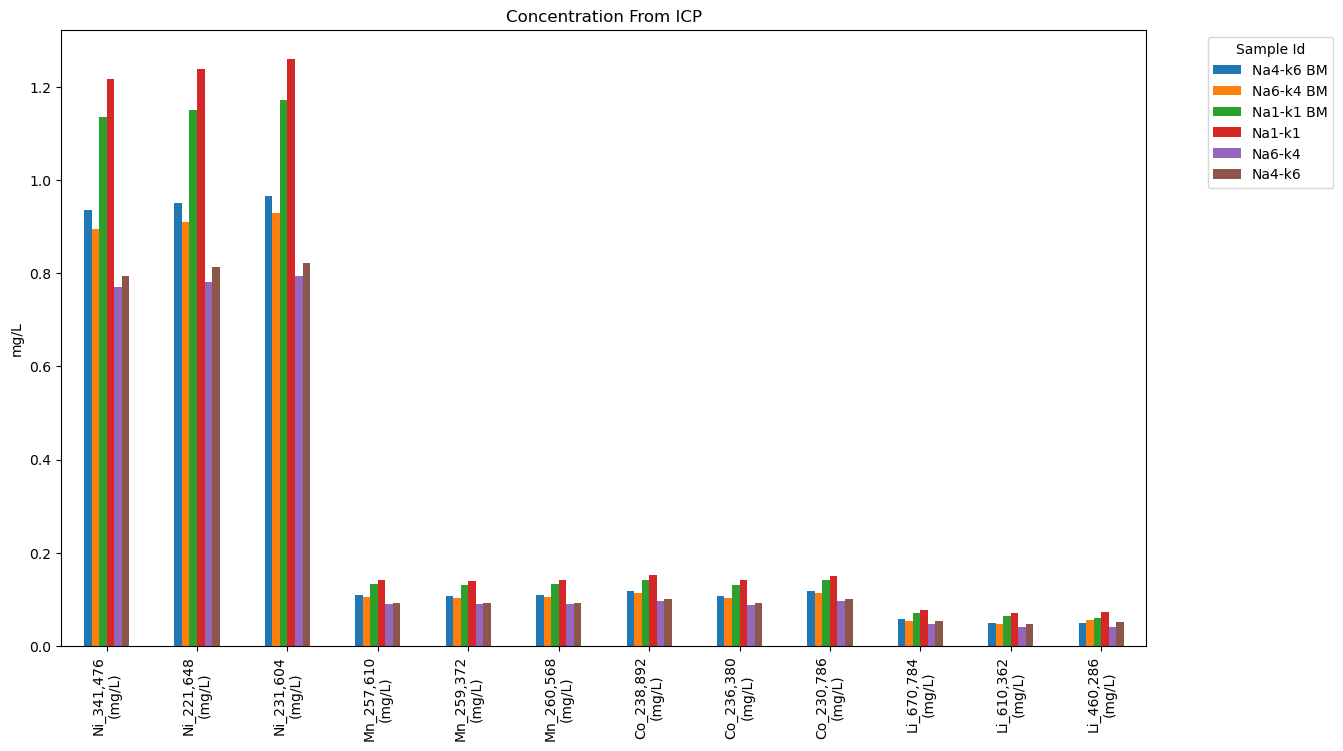 Concentration From ICP
Sample Id
Na4-k6 BM
Na6-k4 BM
Na1-k1 BM
Na1-k1
Na6-k4
Na4-k6
mg/L
1.2
1.0
0.8
0.6
0.4
0.2
0.0
Ni_341,476
(mg/L)
Ni_221,648
(mg/L)
Ni_231,604
(mg/L)
Mn_257,610
(mg/L)
Mn_259,372
(mg/L)
Mn_260,568
(mg/L)
Co_238,892
(mg/L)
Co_236,380
(mg/L)
Co_230,786
(mg/L)
Li_670,784
(mg/L)
Li_610,362
(mg/L)
Li_460,286
(mg/L)